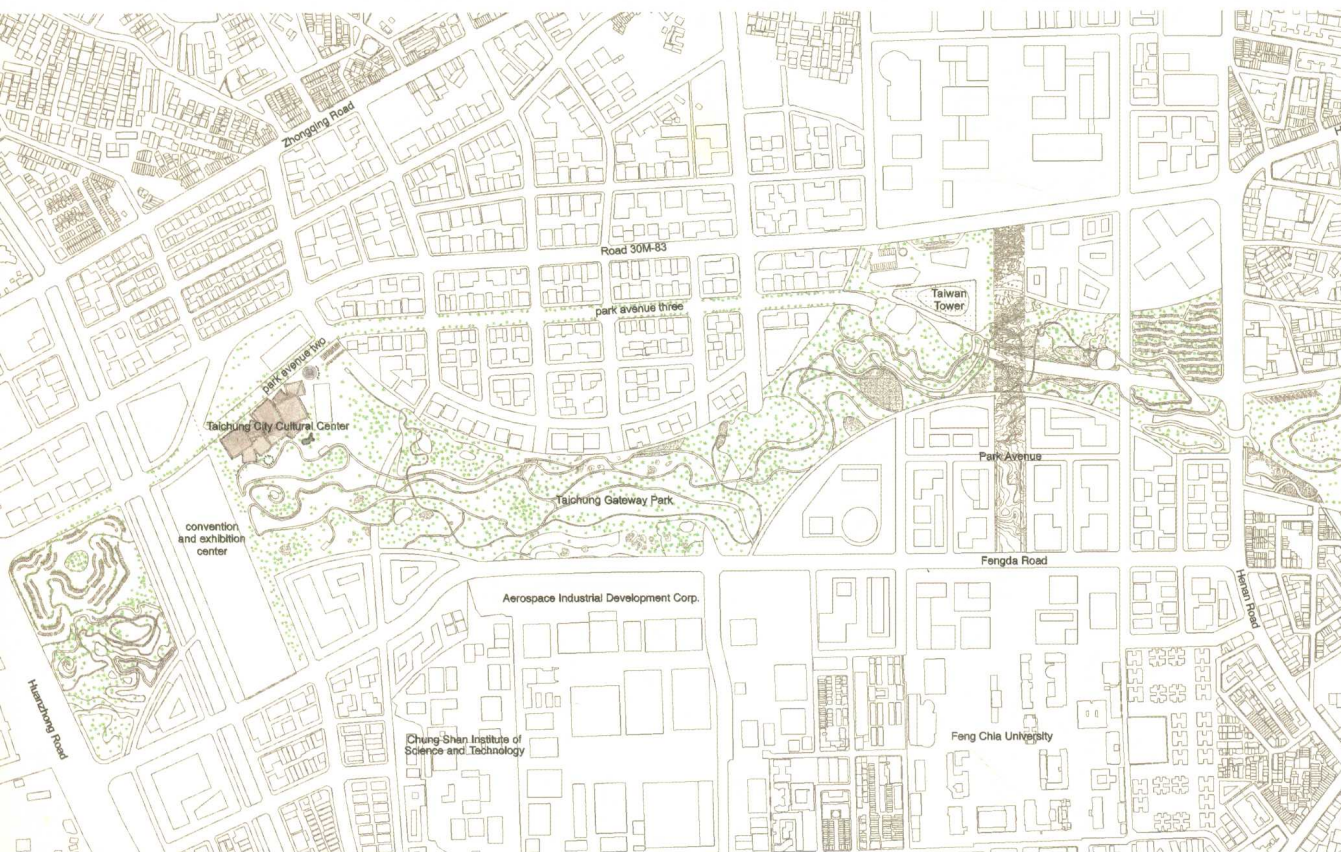 Zhongqing Road
Road 30M-83
park avenue three
Taiwan
Tower
park avenue two
Taichung City Cultural Center
Park Avenue
Taichung Gateway Park
convention
and exhibition
center
Fengda Road
Henan Road
Aerospace Industrial Development Corp.
Huanzhong Road
Chung-Shan Institute of
Science and Technology
Feng Chia University